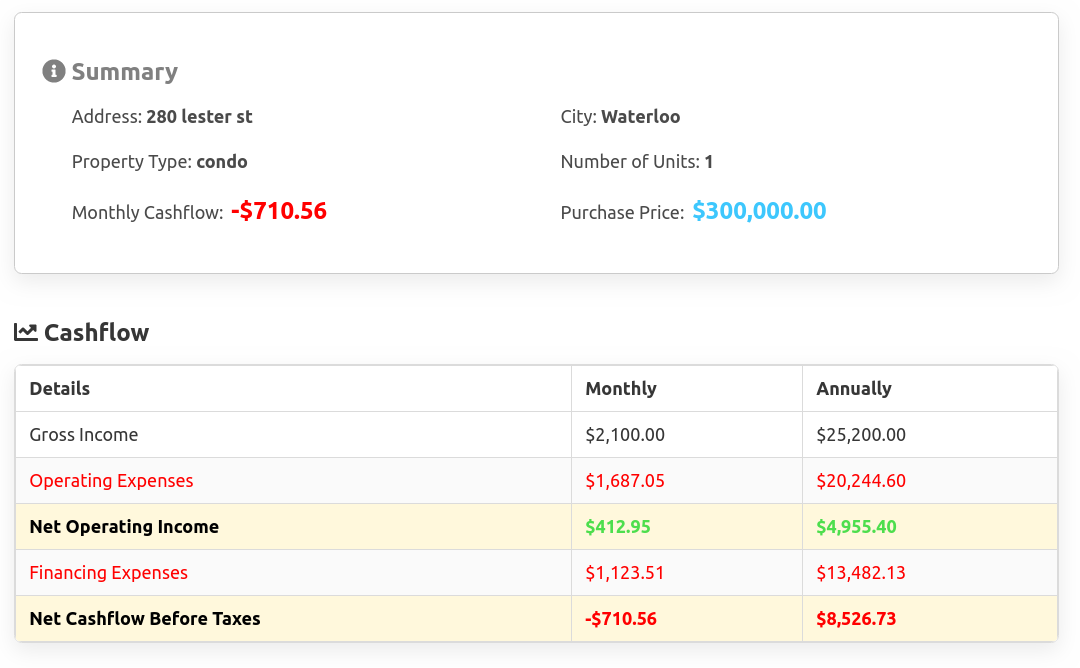 Summary
Address: 280 lester st City: Waterloo
Property Type: condo Number of Units: 1
Monthly Cashflow: -$710.56 Purchase Price: $300,000.00
Cashflow
Details Monthly Annually
Gross Income $2,100.00 $25,200.00
Operating Expenses $1,687.05 $20,244.60
Net Operating Income $412.95 $4,955.40
Financing Expenses $1,123.51 $13,482.13
Net Cashflow Before Taxes -$710.56 $8,526.73